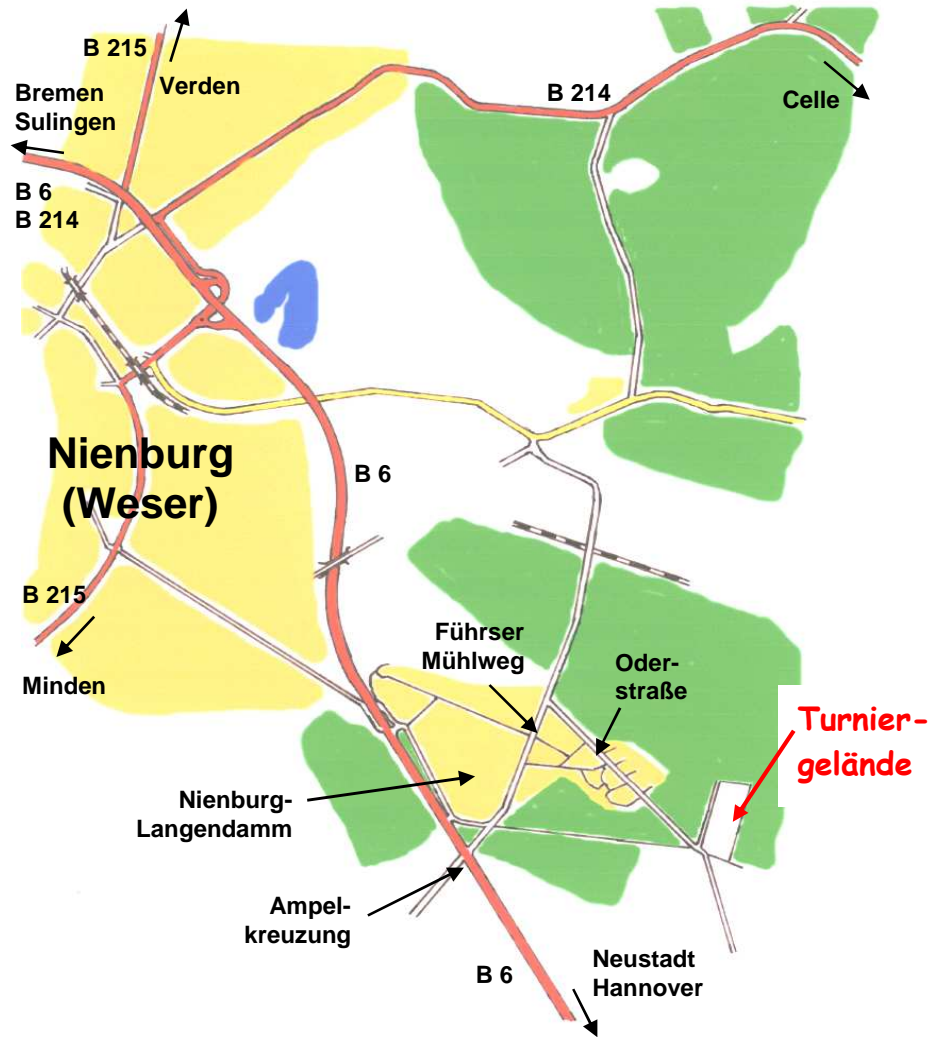 B 215
Verden
Bremen
Sulingen
B 214
Celle
B 6
B 214
Nienburg
(Weser)
B 6
B 215
Minden
Führser
Mühlweg
Oder-
straße
Turnier-
gelände
Nienburg-
Langendamm
Ampel-
kreuzung
B 6
Neustadt
Hannover